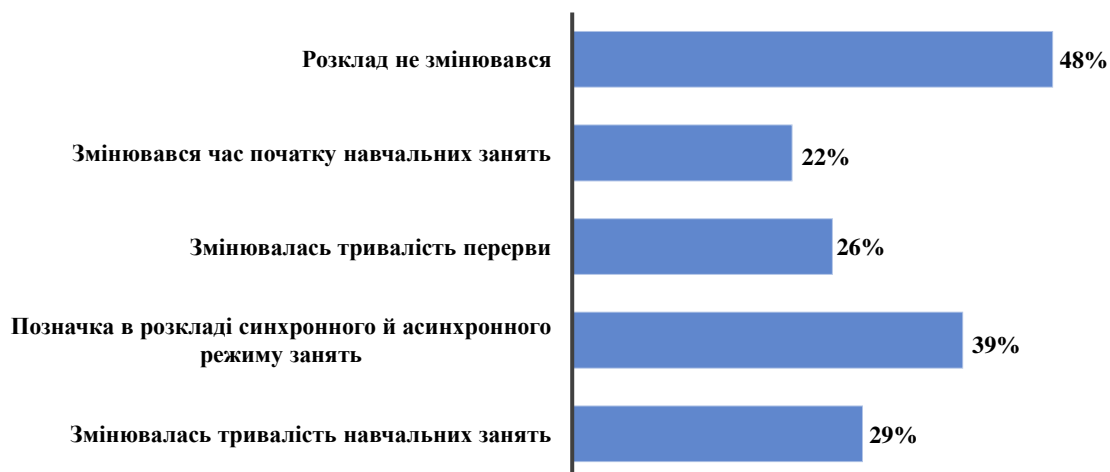 Розклад не змінювався
48%
Змінювався час початку навчальних занять
22%
Змінювалась тривалість перерви
26%
Позначка в розкладі синхронного й асинхронного
режиму занять
39%
Змінювалась тривалість навчальних занять
29%